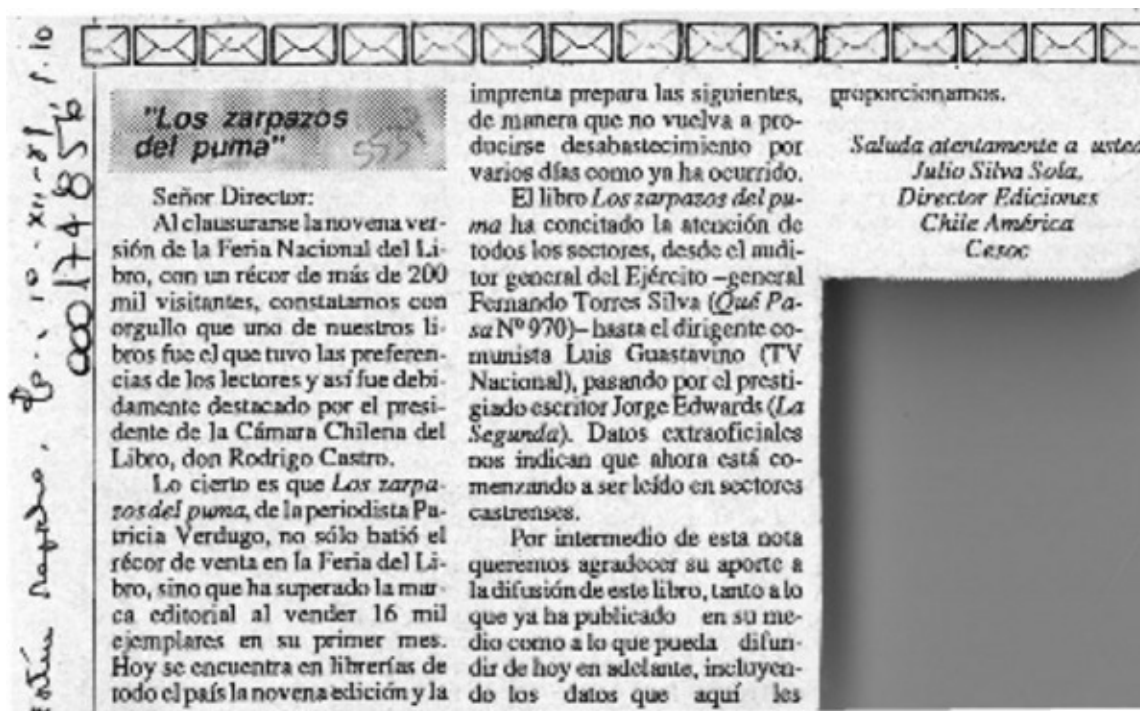 "Los zarpazos
del puma"
Señor Director:
Al clausurarse la novena ver-
sión de la Feria Nacional del Li-
bro, con un récor de más de 200
mil visitantes, constatamos con
orgullo que uno de nuestros li-
bros fue el que tuvo las preferen-
cias de los lectores y así fue debi-
damente destacado por el presi-
dente de la Cámara Chilena del
Libro, don Rodrigo Castro.
Lo cierto es que Los zarpa-
zos del puma, de la periodista Pa-
tricia Verdugo, no sólo batió el
récor de venta en la Feria del Li-
bro, sino que ha superado la mar-
ca editorial al vender 16 mil
ejemplares en su primer mes.
Hoy se encuentra en librerías de
todo el país la novena edición y la
imprenta prepara las siguientes,
de manera que no vuelva a pro-
ducirse desabastecimiento por
varios días como ya ha ocurrido.
El libro Los zarpazos del pu-
ma ha concitado la atención de
todos los sectores, desde el audi-
tor general del Ejército –general
Fernando Torres Silva (Qué Pa-
sa Nº 970)– hasta el dirigente co-
munista Luis Guastavino (TV
Nacional), pasando por el presti-
giado escritor Jorge Edwards (La
Segunda). Datos extraoficiales
nos indican que ahora está co-
menzando a ser leído en sectores
castrenses.
Por intermedio de esta nota
queremos agradecer su aporte a
la difusión de este libro, tanto a lo
que ya ha publicado en su me-
dio como a lo que pueda difun-
dir de hoy en adelante, incluyen-
do los datos que aquí les
proporcionamos.
Saluda atentamente a usted
Julio Silva Sola,
Director Ediciones
Chile América
Cesoc
10-XII-89 p. 10
000174856